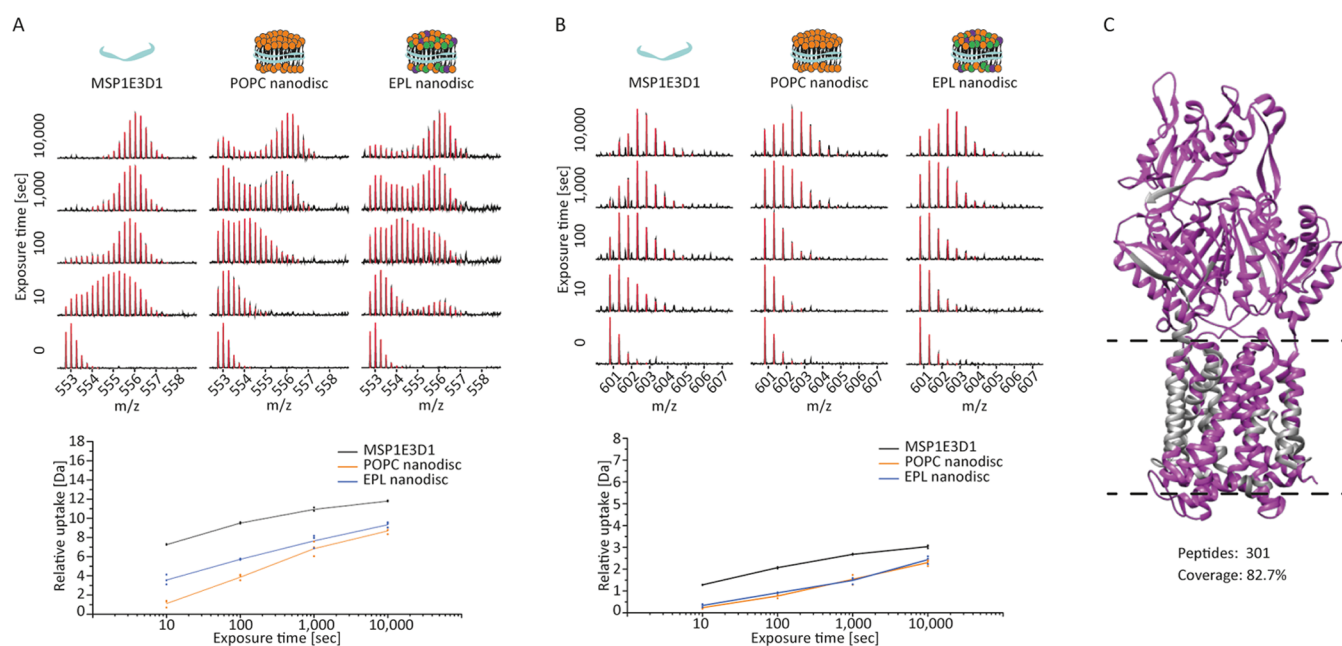 A
MSP1E3D1
POPC nanodisc
EPL nanodisc
Exposure time [sec]
10,000
1,000
100
10
0
553 554 555 556 557 558
553 554 555 556 557 558
553 554 555 556 557 558
m/z
m/z
m/z
Relative uptake [Da]
18
16
14
12
10
8
6
4
2
0
MSP1E3D1
POPC nanodisc
EPL nanodisc
10 100 1,000 10,000
Exposure time [sec]
B
MSP1E3D1
POPC nanodisc
EPL nanodisc
Exposure time [sec]
10,000
1,000
100
10
0
601 602 603 604 605 606 607
601 602 603 604 605 606 607
601 602 603 604 605 606 607
m/z
m/z
m/z
Relative uptake [Da]
8
7
6
5
4
3
2
1
0
MSP1E3D1
POPC nanodisc
EPL nanodisc
10 100 1,000 10,000
Exposure time [sec]
C
Peptides: 301
Coverage: 82.7%